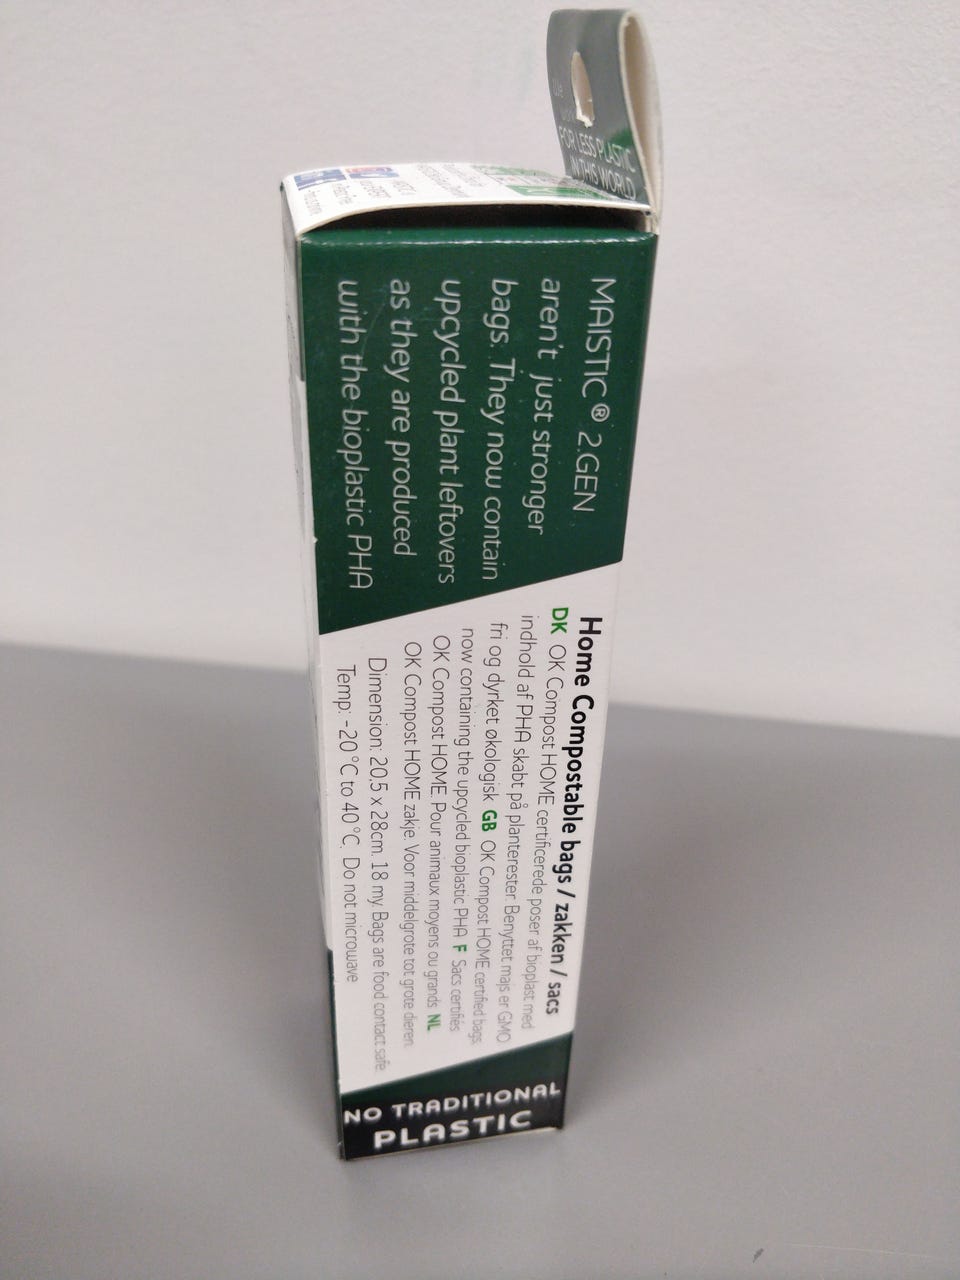 FOR LESS PLASTIC
IN THIS WORLD
MAISTIC® 2.GEN
aren't just stronger
bags. They now contain
upcycled plant leftovers
as they are produced
with the bioplastic PHA
Home Compostable bags / zakken / sacs
DK OK Compost HOME certificerede poser af bioplast med
indhold af PHA skabt på planterester. Benyttet majs er GMO
fri og dyrket økologisk GB OK Compost HOME certified bags.
now containing the upcycled bioplastic PHA F Sacs certifiés
OK Compost HOME. Pour animaux moyens ou grands NL
OK Compost HOME zakje. Voor middelgrote tot grote dieren.
Dimension: 20,5 x 28cm. 18 my. Bags are food contact safe.
Temp: -20°C to 40°C. Do not microwave
NO TRADITIONAL
PLASTIC